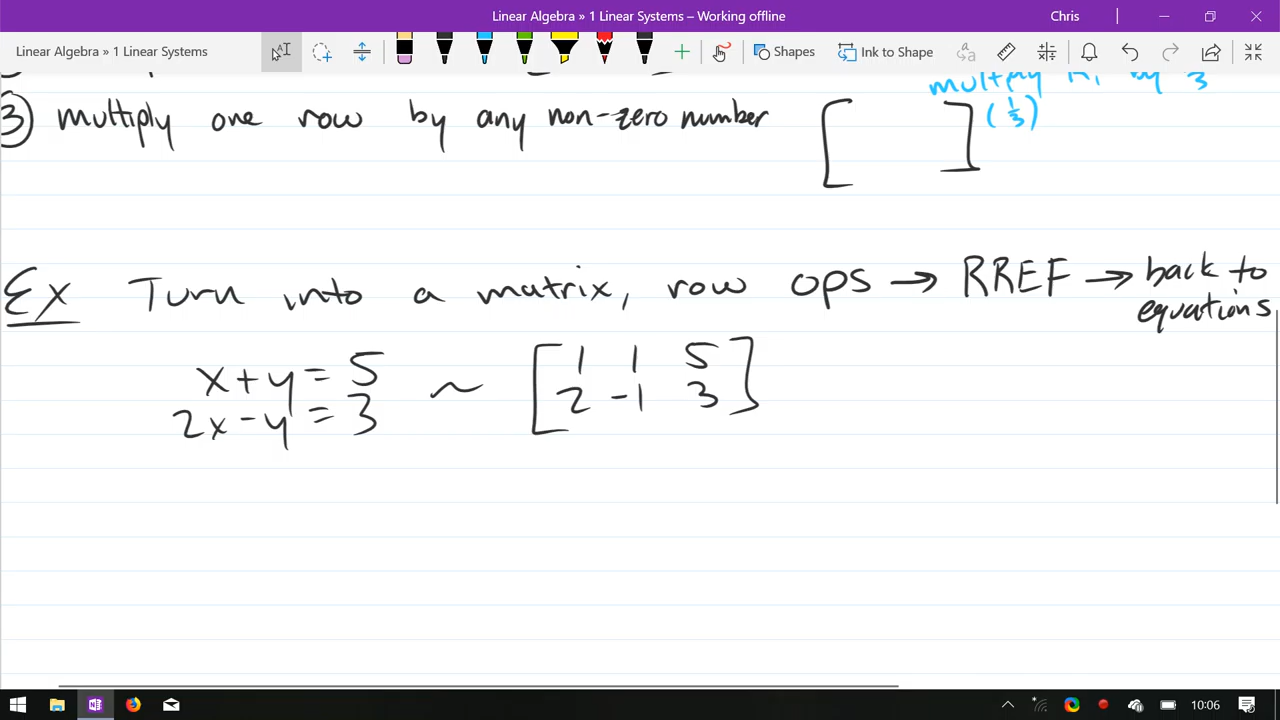 Linear Algebra » 1 Linear Systems – Working offline
Chris
Linear Algebra » 1 Linear Systems
Shapes
Ink to Shape
multiply by
(1/3)
3) multiply one row by any non-zero number
Ex Turn into a matrix, row ops → RREF → back to
equations
x+y = 5 ~ [1 1 5
2x-y = 3 2 -1 3]
10:06